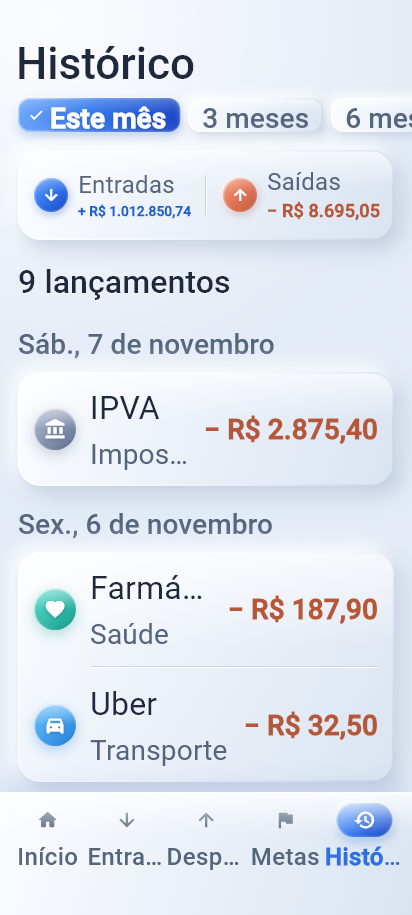 Histórico
Este mês 3 meses 6 mes
Entradas Saídas
+ R$ 1.012.850,74 − R$ 8.695,05
9 lançamentos
Sáb., 7 de novembro
IPVA
− R$ 2.875,40
Impos...
Sex., 6 de novembro
Farmá...
− R$ 187,90
Saúde
Uber
− R$ 32,50
Transporte
Início Entra... Desp... Metas Histó...